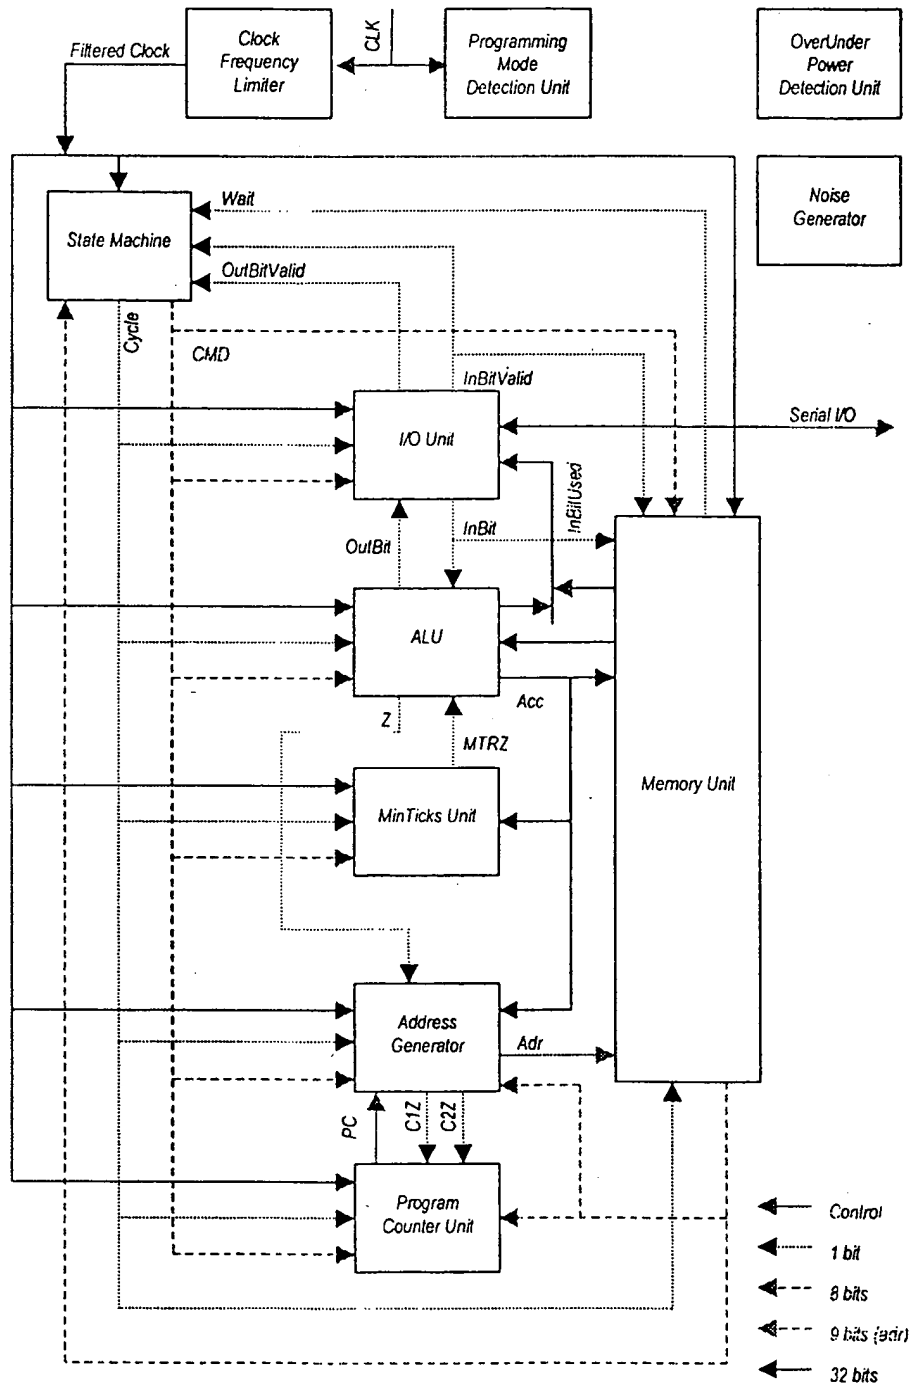 Filtered Clock
Clock
Frequency
Limiter
CLK
Programming
Mode
Detection Unit
OverUnder
Power
Detection Unit
Noise
Generator
State Machine
Wait
OutBitValid
Cycle
CMD
InBitValid
I/O Unit
Serial I/O
InBitUsed
OutBit
InBit
ALU
Z
Acc
MTRZ
MinTicks Unit
Memory Unit
Address
Generator
Adr
PC
C1Z
C2Z
Program
Counter Unit
Control
1 bit
8 bits
9 bits (adr)
32 bits